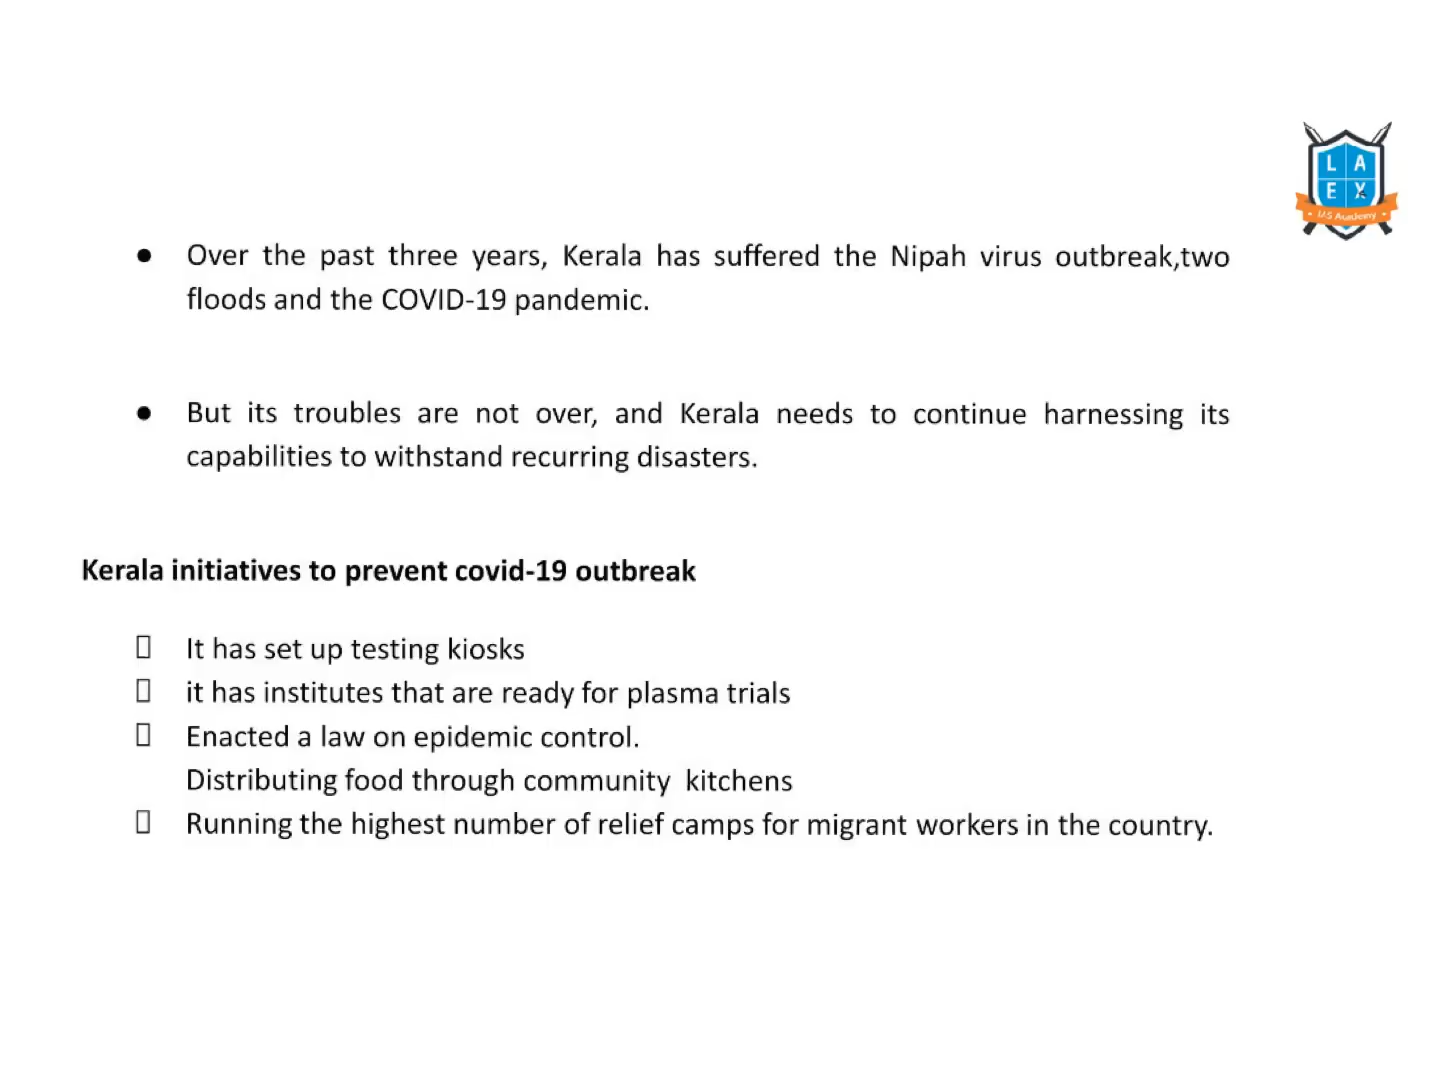 L A
E X
IAS Academy
● Over the past three years, Kerala has suffered the Nipah virus outbreak,two
floods and the COVID-19 pandemic.
● But its troubles are not over, and Kerala needs to continue harnessing its
capabilities to withstand recurring disasters.
Kerala initiatives to prevent covid-19 outbreak
It has set up testing kiosks
it has institutes that are ready for plasma trials
Enacted a law on epidemic control.
Distributing food through community kitchens
Running the highest number of relief camps for migrant workers in the country.